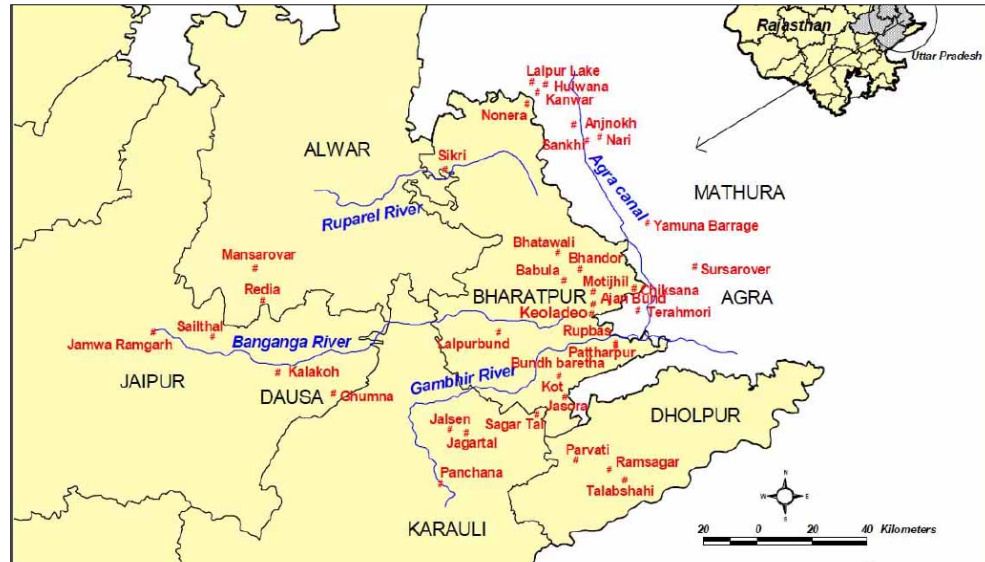 Rajasthan
Uttar Pradesh
Lalpur Lake
Hulwana
Kanwar
Nonera
Anjnokh
Sankhi
Nari
ALWAR
Sikri
Agra canal
MATHURA
Ruparel River
Yamuna Barrage
Mansarovar
Bhatawali
Bhandor
Sursarover
Babula
Motijhil
Chiksana
Redia
BHARATPUR
Ajan Bund
AGRA
Keoladeo
Terahmori
Sailthal
Rupbas
Jamwa Ramgarh
Banganga River
Lalpurbund
Pattharpur
Bundh baretha
JAIPUR
Kalakoh
Gambhir River
Kot
DAUSA
Ghumna
Jasora
DHOLPUR
Jalsen
Sagar Tal
Jagartal
Parvati
Ramsagar
Panchana
Talabshahi
N
W
E
S
KARAULI
20 0 20 40 Kilometers